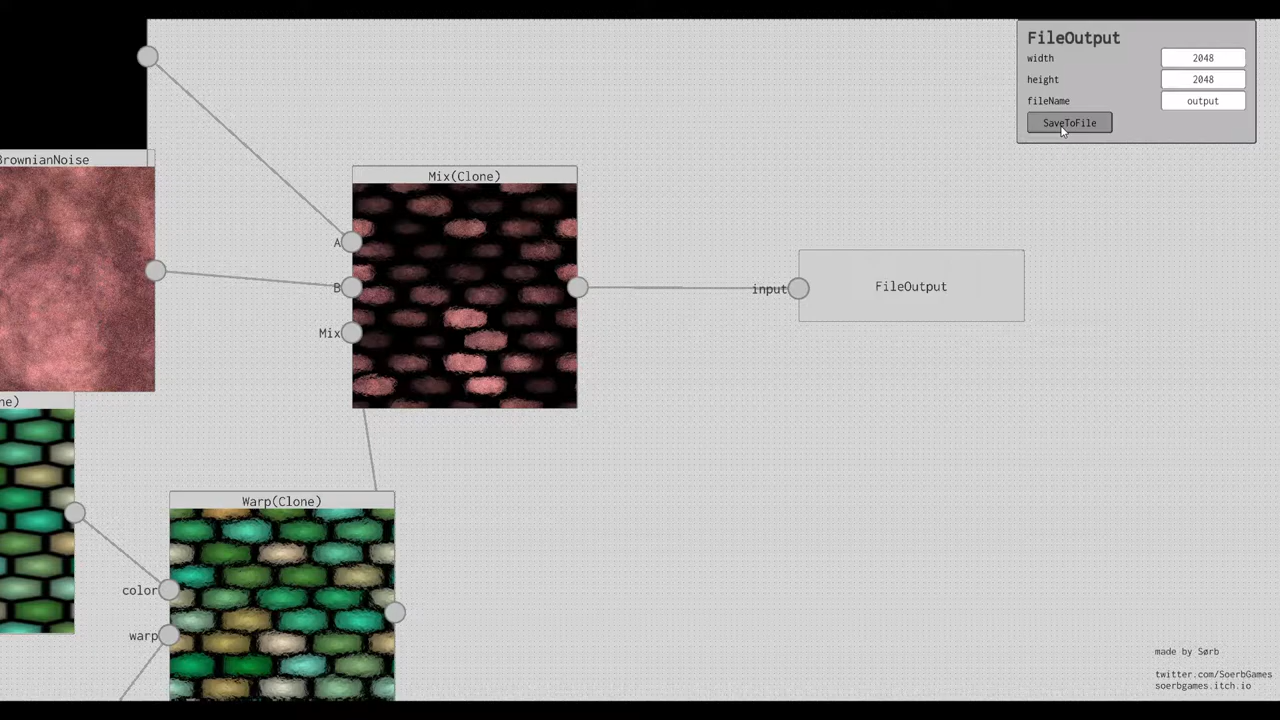 FileOutput
width 2048
height 2048
fileName output
SaveToFile
BrownianNoise
Mix(Clone)
A
B
Mix
input
FileOutput
ne)
Warp(Clone)
color
warp
made by Sørb
twitter.com/SoerbGames
soerbgames.itch.io